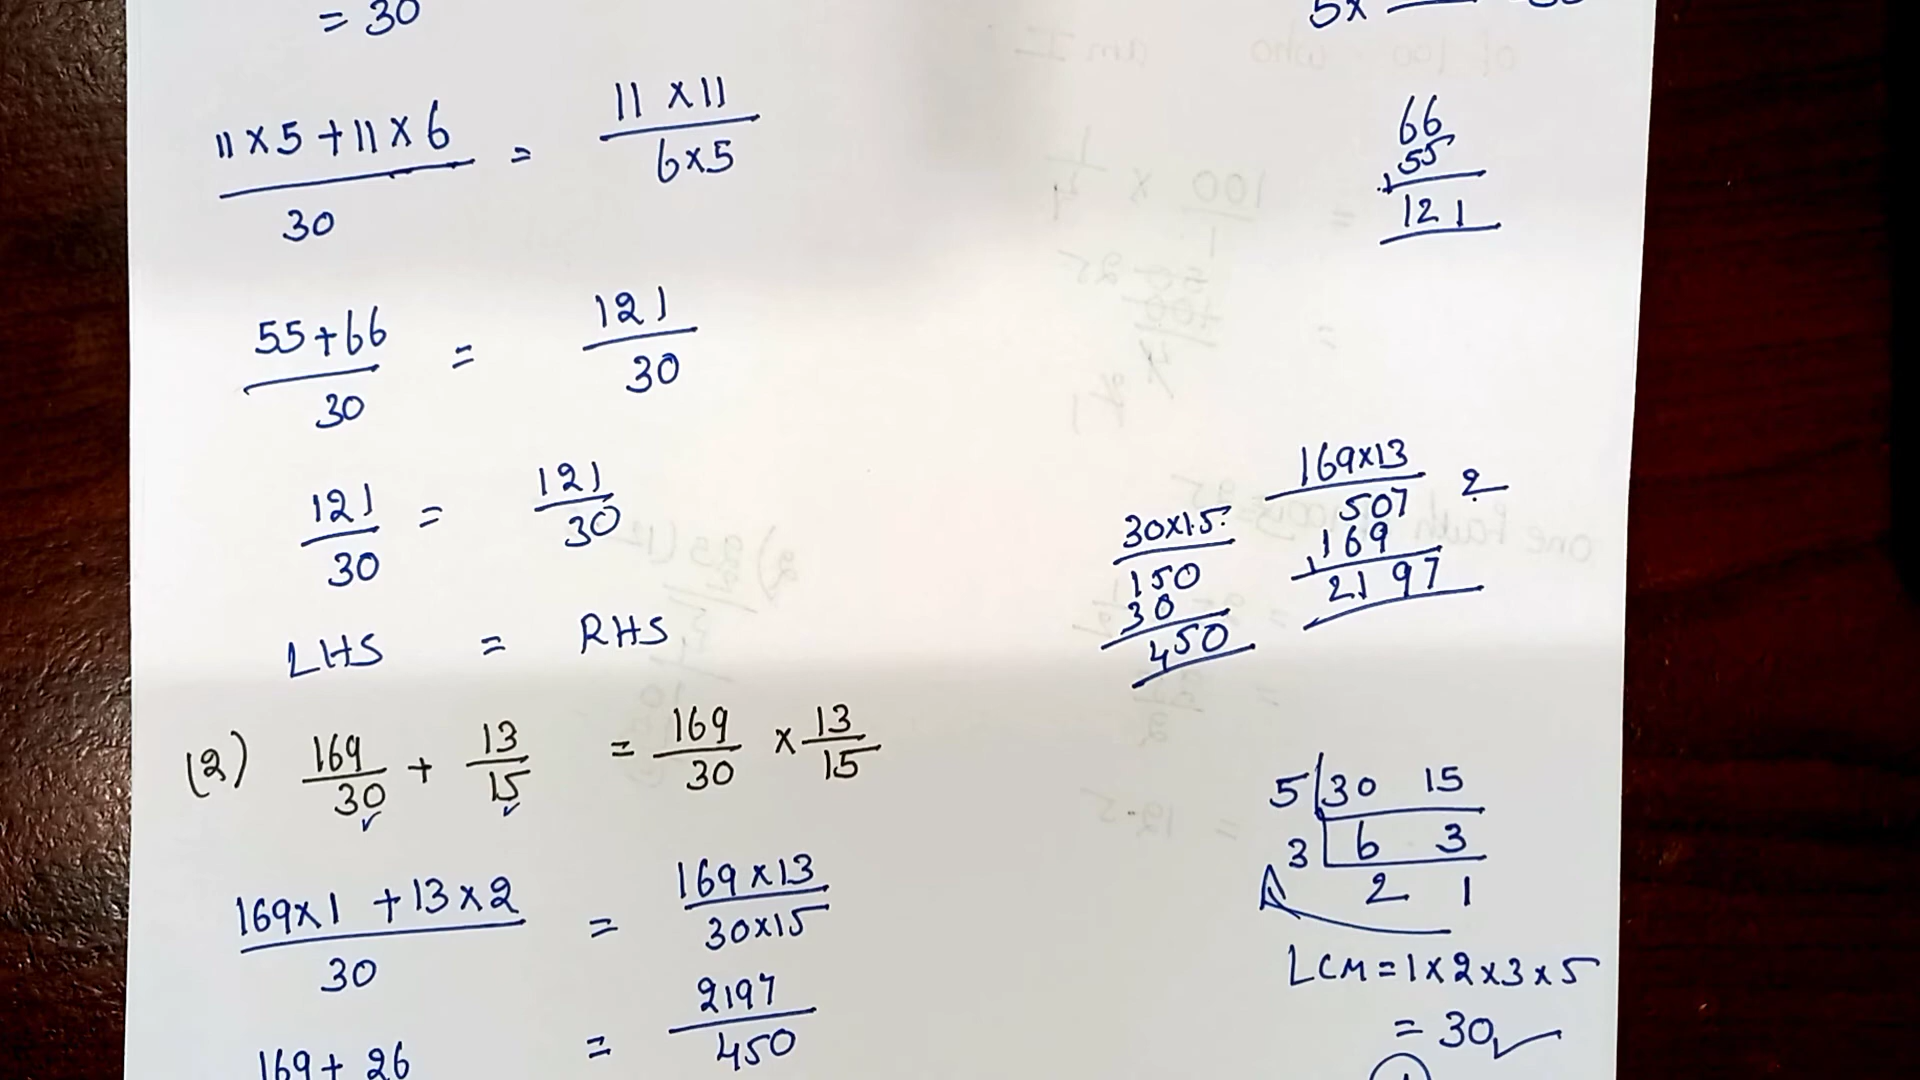 = 30
5x
11 x 5 + 11 x 6 / 30 = 11 x 11 / 6 x 5
66
+ 55
121
55 + 66 / 30 = 121 / 30
121 / 30 = 121 / 30
LHS = RHS
169 x 13
507 2
+ 169
2197
30 x 15
150
30
450
(2) 169 / 30 + 13 / 15 = 169 / 30 x 13 / 15
169 x 1 + 13 x 2 / 30 = 169 x 13 / 30 x 15
169 + 26 = 2197 / 450
5 | 30 15
3 | 6 3
2 1
LCM = 1 x 2 x 3 x 5
= 30